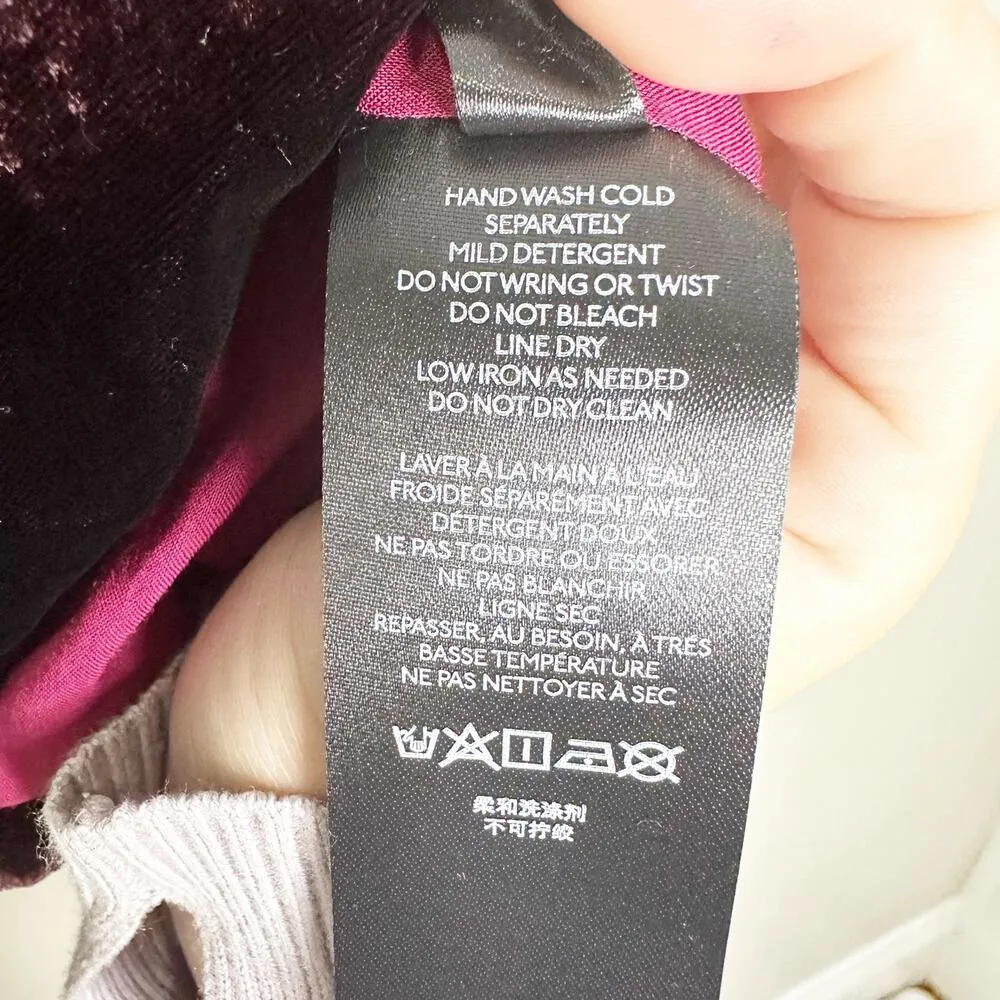 HAND WASH COLD
SEPARATELY
MILD DETERGENT
DO NOT WRING OR TWIST
DO NOT BLEACH
LINE DRY
LOW IRON AS NEEDED
DO NOT DRY CLEAN
LAVER À LA MAIN À L'EAU
FROIDE SÉPARÉMENT AVEC
DÉTERGENT DOUX
NE PAS TORDRE OU ESSORER
NE PAS BLANCHIR
LIGNE SEC
REPASSER, AU BESOIN, À TRÈS
BASSE TEMPÉRATURE
NE PAS NETTOYER À SEC
柔和洗涤剂
不可拧绞